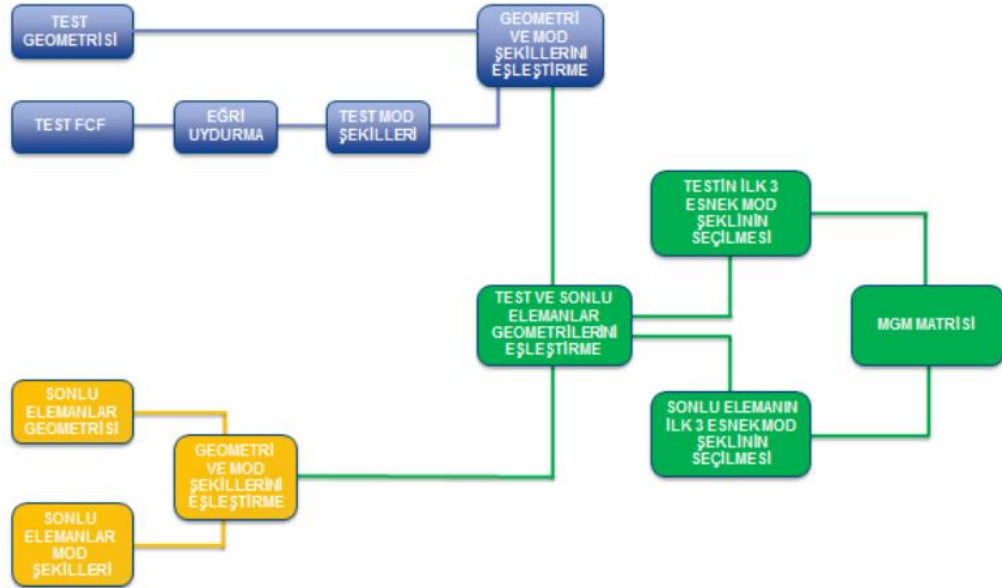 TEST
GEOMETRİSİ
GEOMETRİ
VE MOD
ŞEKİLLERİNİ
EŞLEŞTİRME
TEST FCF
EĞRİ
UYDURMA
TEST MOD
ŞEKİLLERİ
TESTİN İLK 3
ESNEK MOD
ŞEKLİNİN
SEÇİLMESİ
TEST VE SONLU
ELEMANLAR
GEOMETRİLERİNİ
EŞLEŞTİRME
MGM MATRİSİ
SONLU
ELEMANLAR
GEOMETRİSİ
SONLU ELEMANIN
İLK 3 ESNEK MOD
ŞEKLİNİN
SEÇİLMESİ
GEOMETRİ
VE MOD
ŞEKİLLERİNİ
EŞLEŞTİRME
SONLU
ELEMANLAR
MOD
ŞEKİLLERİ